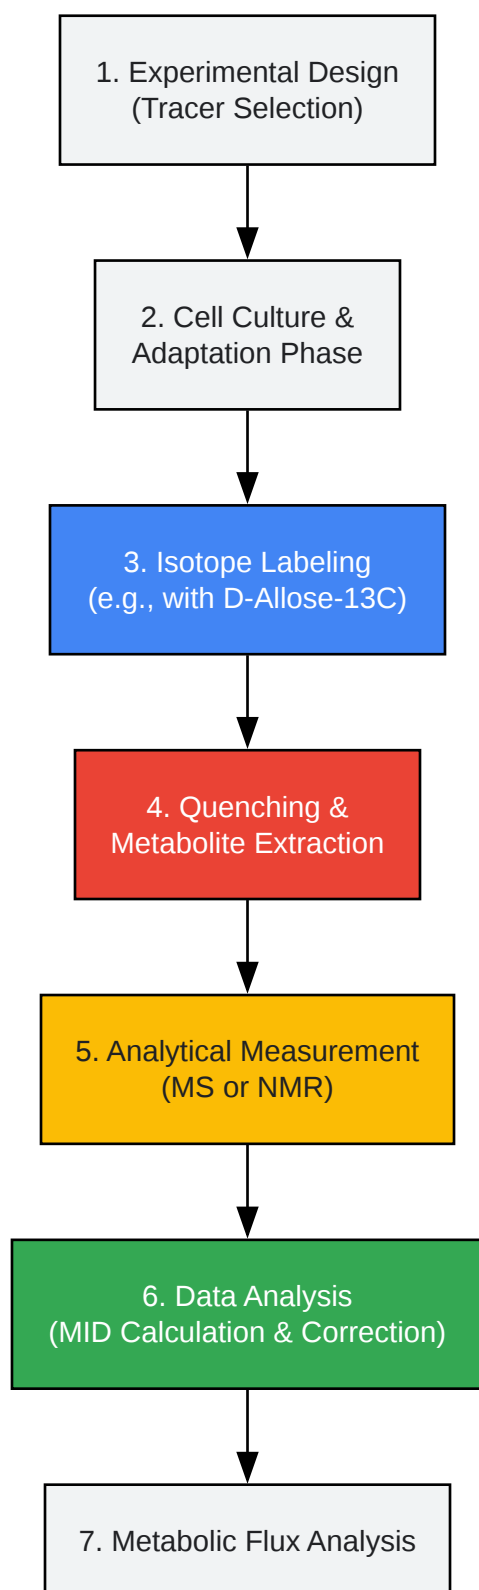 1. Experimental Design
(Tracer Selection)
2. Cell Culture &
Adaptation Phase
3. Isotope Labeling
(e.g., with D-Allose-13C)
4. Quenching &
Metabolite Extraction
5. Analytical Measurement
(MS or NMR)
6. Data Analysis
(MID Calculation & Correction)
7. Metabolic Flux Analysis